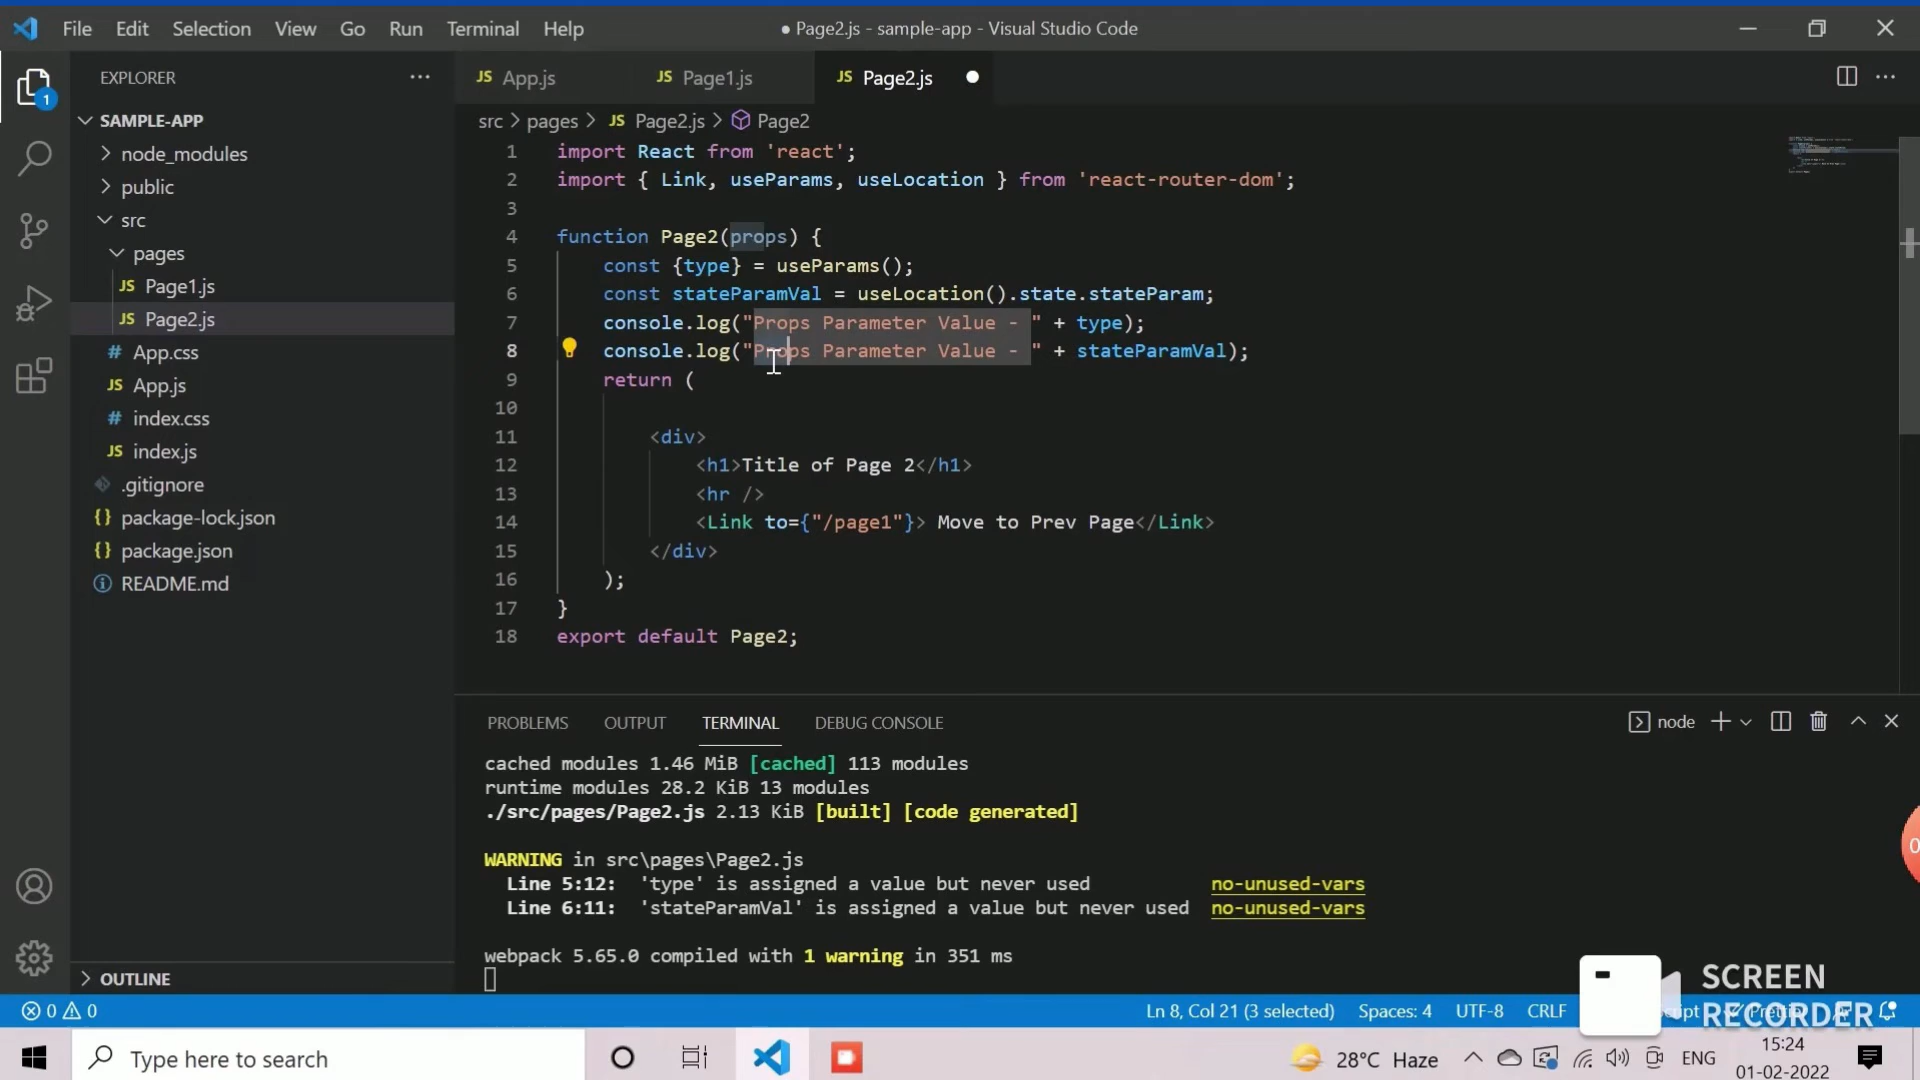 File Edit Selection View Go Run Terminal Help
● Page2.js - sample-app - Visual Studio Code
EXPLORER
JS App.js
JS Page1.js
JS Page2.js
1
SAMPLE-APP
node_modules
public
src
pages
JS Page1.js
JS Page2.js
# App.css
JS App.js
# index.css
JS index.js
.gitignore
{} package-lock.json
{} package.json
README.md
OUTLINE
src > pages > JS Page2.js > Page2
1 import React from 'react';
2 import { Link, useParams, useLocation } from 'react-router-dom';
3
4 function Page2(props) {
5 const {type} = useParams();
6 const stateParamVal = useLocation().state.stateParam;
7 console.log("Props Parameter Value - " + type);
8 console.log("Props Parameter Value - " + stateParamVal);
9 return (
10
11 <div>
12 <h1>Title of Page 2</h1>
13 <hr />
14 <Link to={"/page1"}> Move to Prev Page</Link>
15 </div>
16 );
17 }
18 export default Page2;
PROBLEMS OUTPUT TERMINAL DEBUG CONSOLE
node
cached modules 1.46 MiB [cached] 113 modules
runtime modules 28.2 KiB 13 modules
./src/pages/Page2.js 2.13 KiB [built] [code generated]
WARNING in src\pages\Page2.js
Line 5:12: 'type' is assigned a value but never used no-unused-vars
Line 6:11: 'stateParamVal' is assigned a value but never used no-unused-vars
webpack 5.65.0 compiled with 1 warning in 351 ms
SCREEN
RECORDER
0 0
Ln 8, Col 21 (3 selected) Spaces: 4 UTF-8 CRLF
Type here to search
28°C Haze
ENG
15:24
01-02-2022